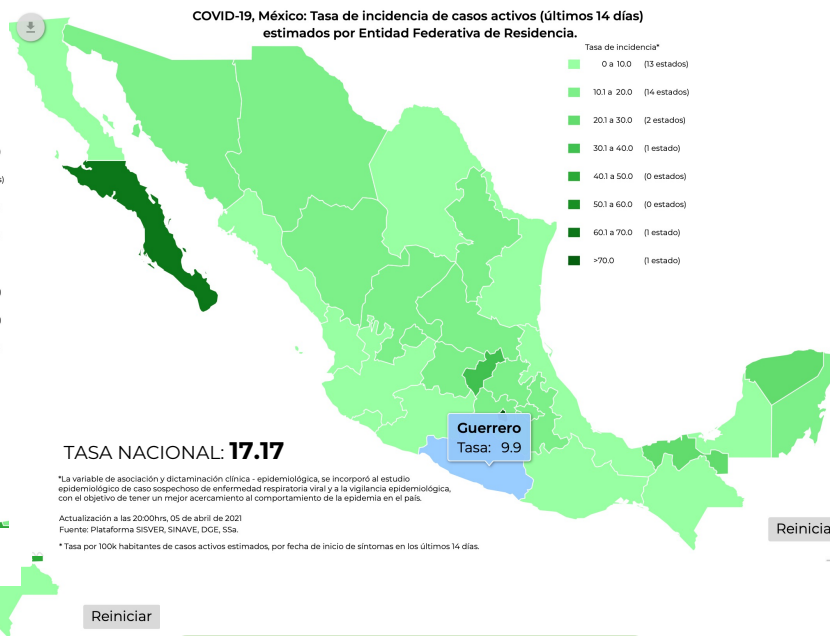 COVID-19, México: Tasa de incidencia de casos activos (últimos 14 días)
estimados por Entidad Federativa de Residencia.
Tasa de incidencia*
0 a 10.0 (13 estados)
10.1 a 20.0 (14 estados)
20.1 a 30.0 (2 estados)
30.1 a 40.0 (1 estado)
40.1 a 50.0 (0 estados)
50.1 a 60.0 (0 estados)
60.1 a 70.0 (1 estado)
>70.0 (1 estado)
Guerrero
Tasa: 9.9
TASA NACIONAL: 17.17
*La variable de asociación y dictaminación clínica - epidemiológica, se incorporó al estudio
epidemiológico de caso sospechoso de enfermedad respiratoria viral y a la vigilancia epidemiológica,
con el objetivo de tener un mejor acercamiento al comportamiento de la epidemia en el país.
Actualización a las 20:00hrs, 05 de abril de 2021
Fuente: Plataforma SISVER, SINAVE, DGE, SSa.
* Tasa por 100k habitantes de casos activos estimados, por fecha de inicio de síntomas en los últimos 14 días.
Reinicia
Reiniciar